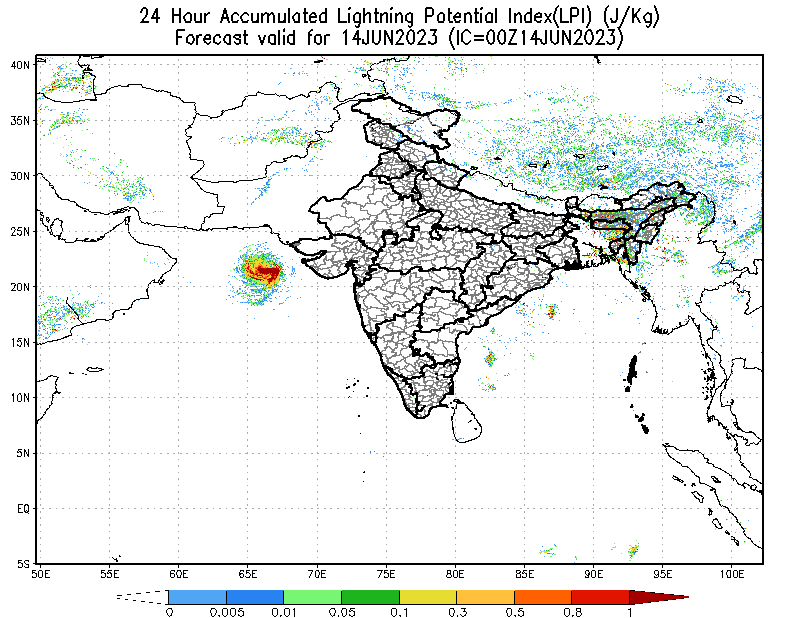 24 Hour Accumulated Lightning Potential Index(LPI) (J/Kg)
Forecast valid for 14JUN2023 (IC=00Z14JUN2023)
40N
35N
30N
25N
20N
15N
10N
5N
EQ
5S
50E 55E 60E 65E 70E 75E 80E 85E 90E 95E 100E
0 0.005 0.01 0.05 0.1 0.3 0.5 0.8 1